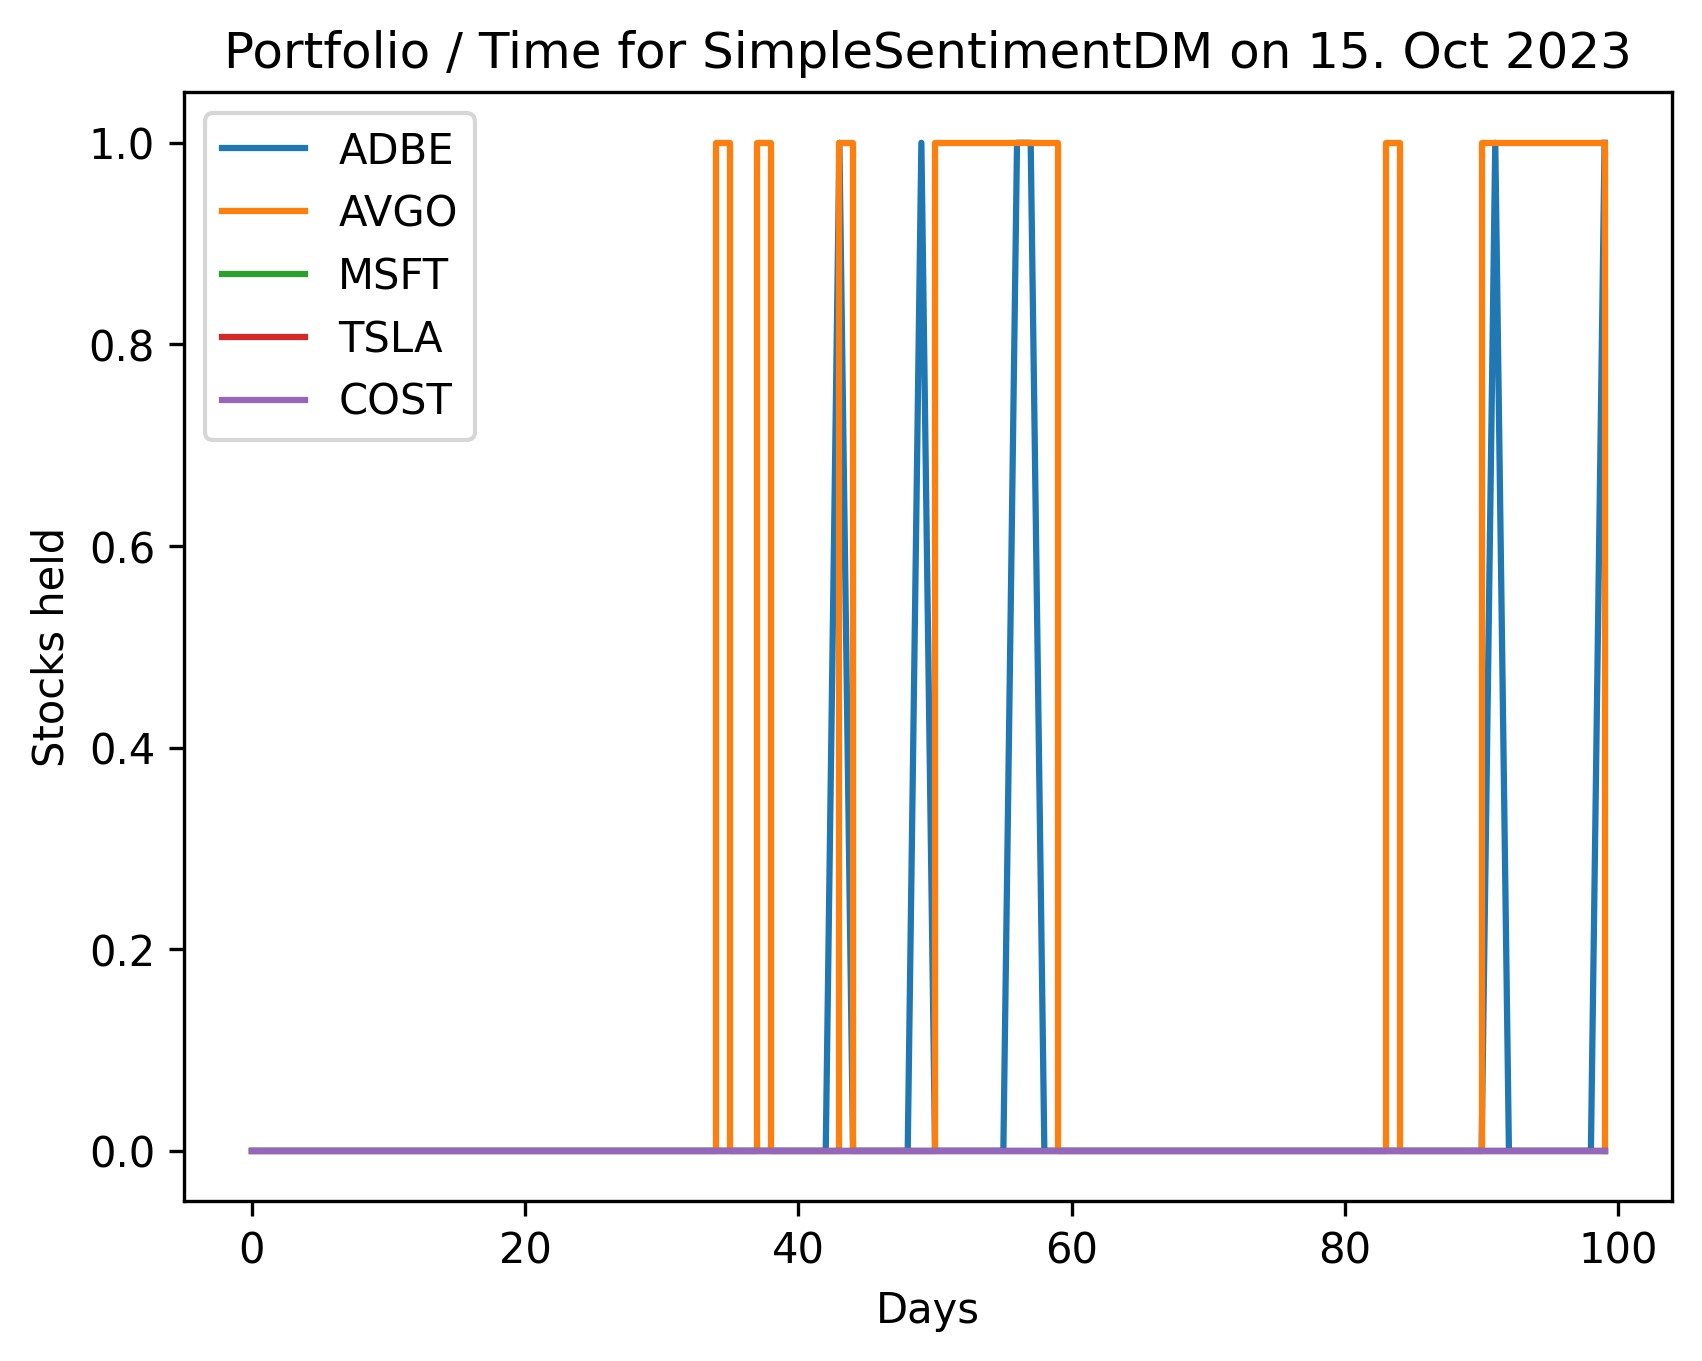 Portfolio / Time for SimpleSentimentDM on 15. Oct 2023
ADBE
AVGO
MSFT
TSLA
COST
1.0
0.8
0.6
0.4
0.2
0.0
Stocks held
0 20 40 60 80 100
Days